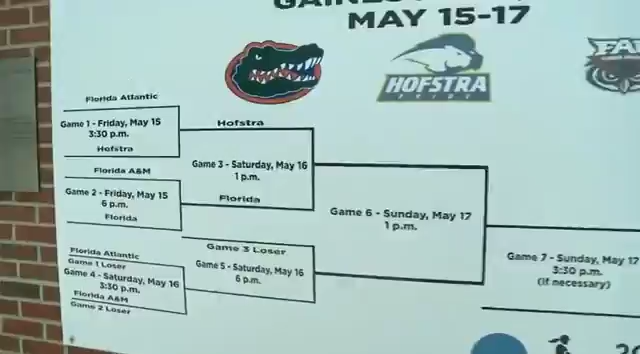 MAY 15-17
HOFSTRA
PRIDE
FAU
Florida Atlantic
Game 1 - Friday, May 15
3:30 p.m.
Hofstra
Florida A&M
Game 2 - Friday, May 15
6 p.m.
Florida
Hofstra
Game 3 - Saturday, May 16
1 p.m.
Florida
Florida Atlantic
Game 1 Loser
Game 4 - Saturday, May 16
3:30 p.m.
Florida A&M
Game 2 Loser
Game 3 Loser
Game 5 - Saturday, May 16
6 p.m.
Game 6 - Sunday, May 17
1 p.m.
Game 7 - Sunday, May 17
3:30 p.m.
(If necessary)